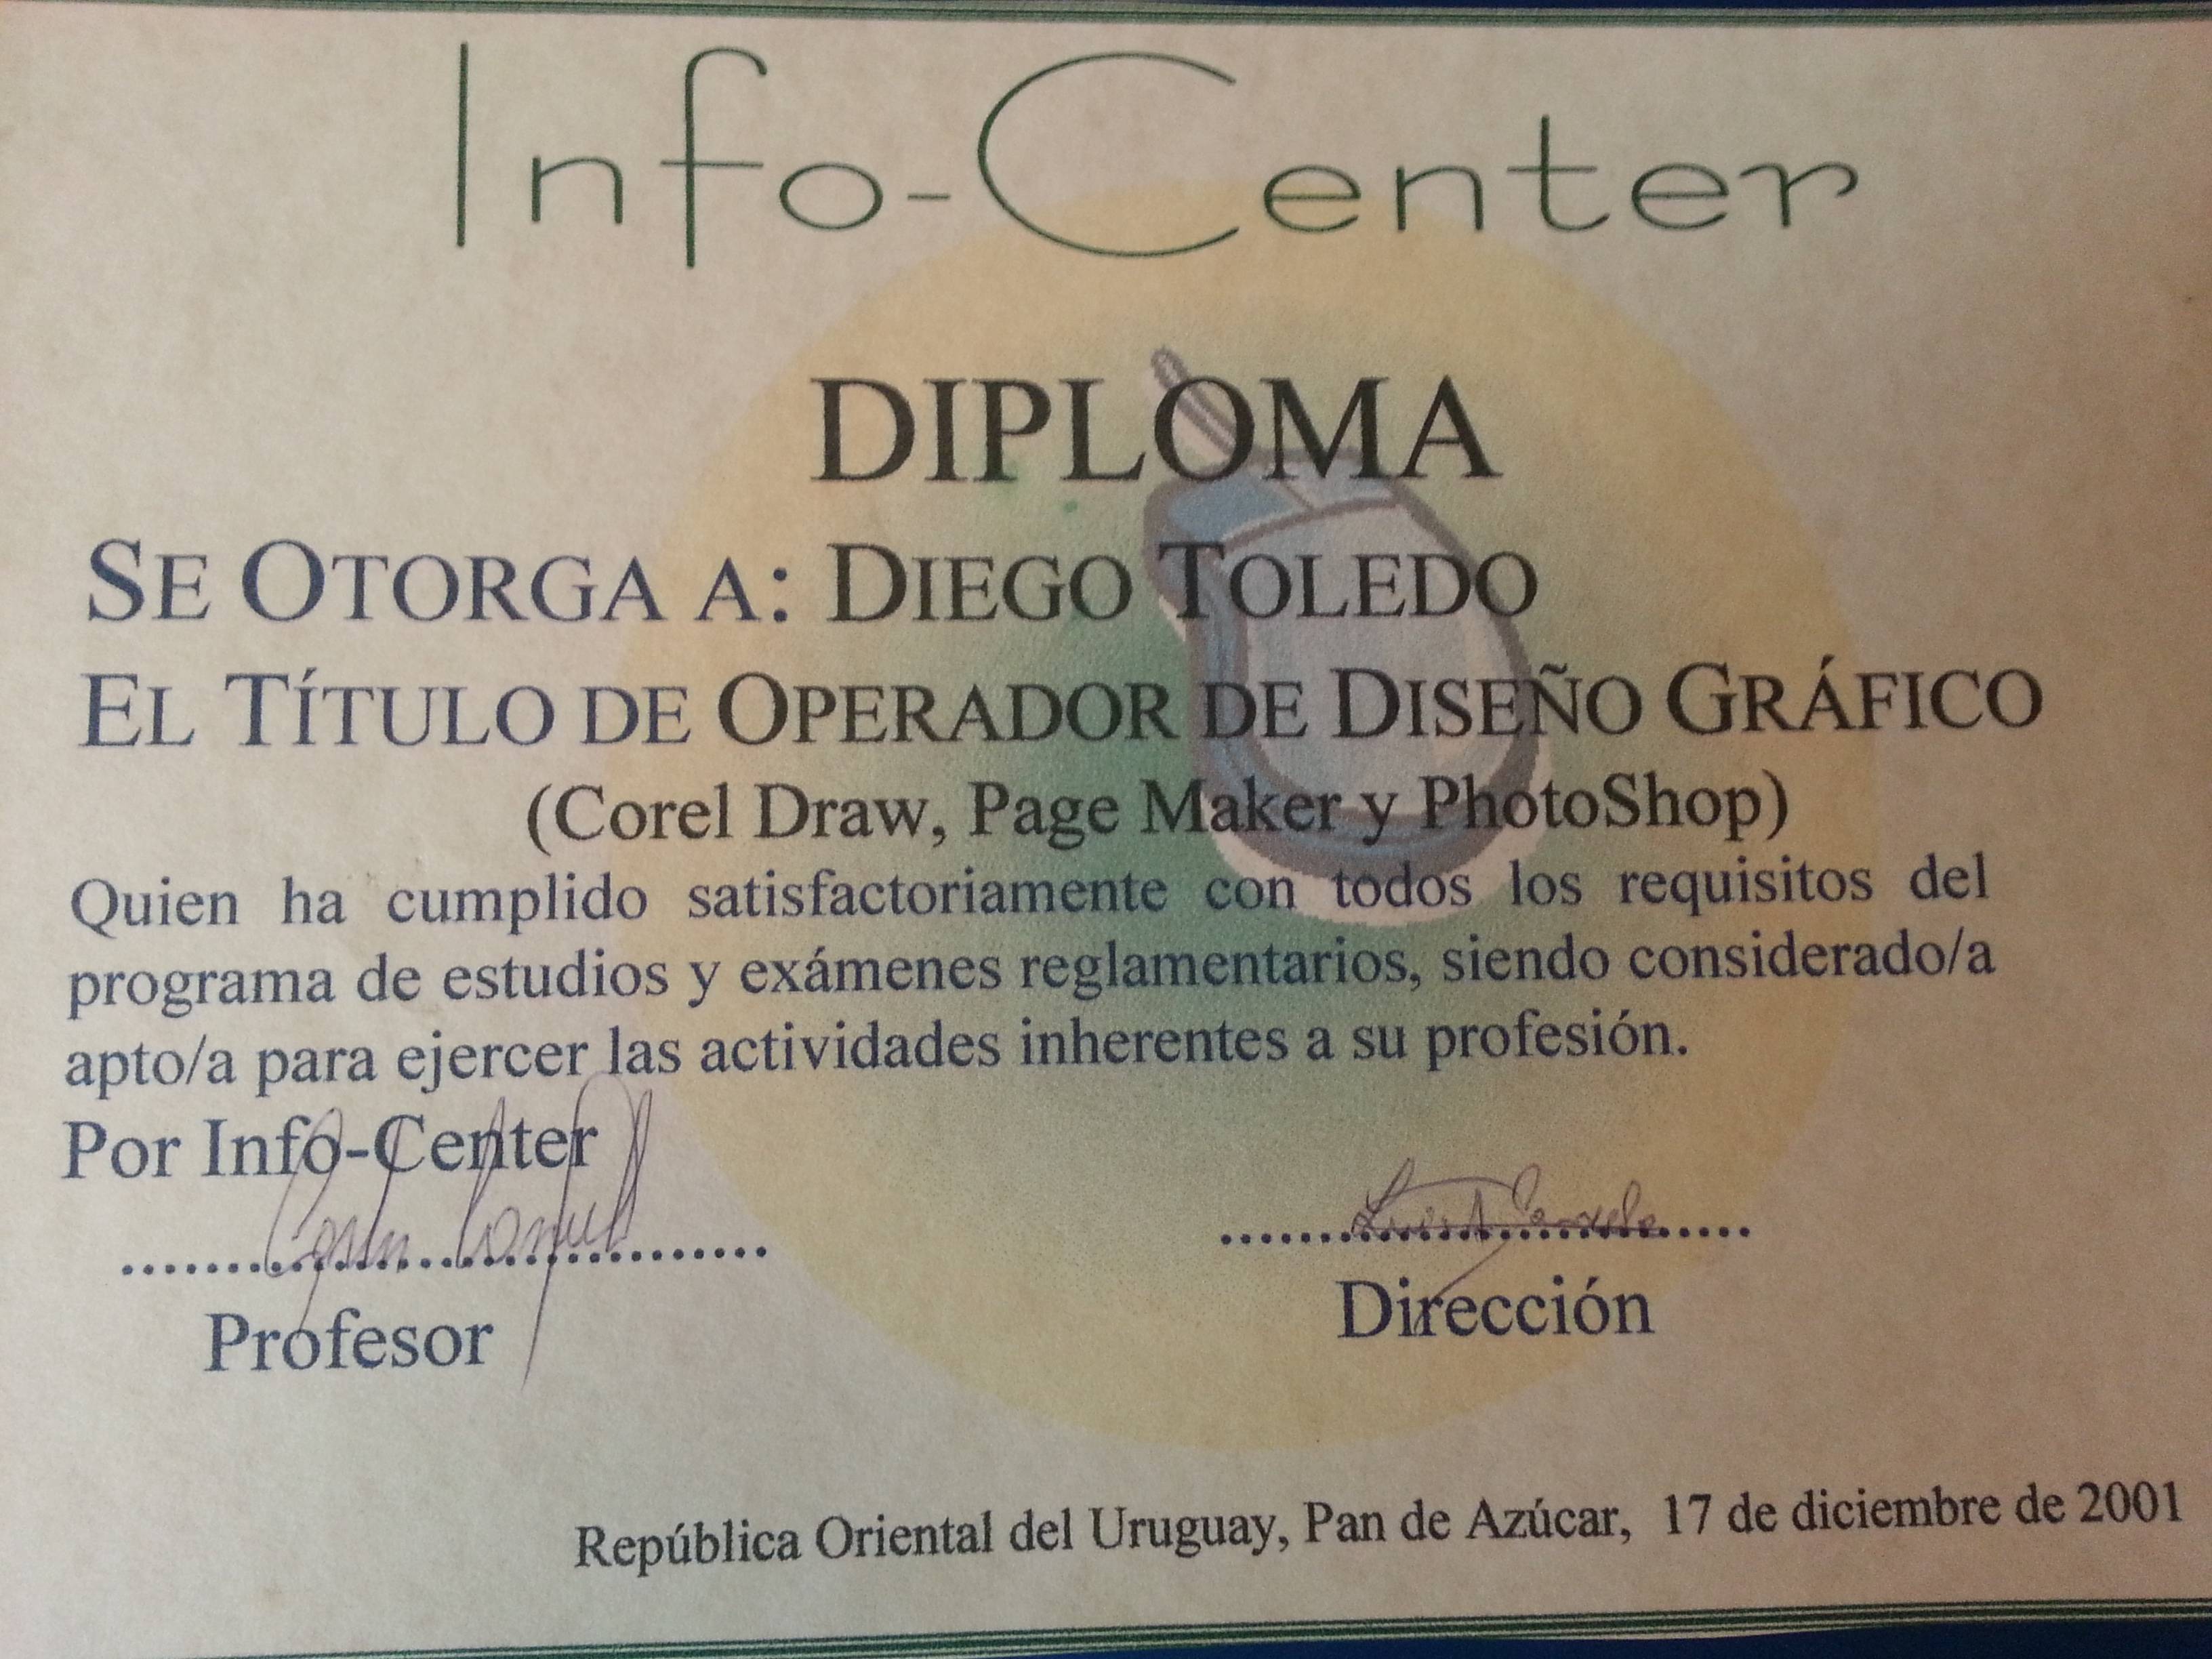 Info-Center
DIPLOMA
SE OTORGA A: DIEGO TOLEDO
EL TÍTULO DE OPERADOR DE DISEÑO GRÁFICO
(Corel Draw, Page Maker y PhotoShop)
Quien ha cumplido satisfactoriamente con todos los requisitos del
programa de estudios y exámenes reglamentarios, siendo considerado/a
apto/a para ejercer las actividades inherentes a su profesión.
Por Info-Center
Profesor
Dirección
República Oriental del Uruguay, Pan de Azúcar, 17 de diciembre de 2001